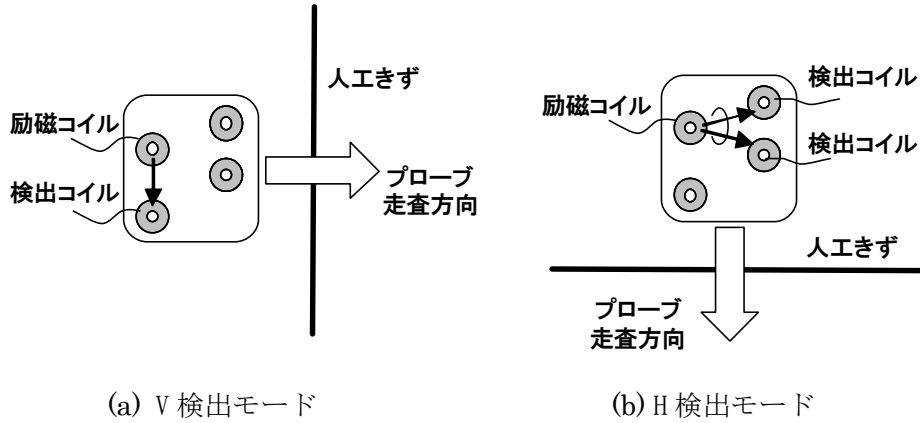 人工きず
励磁コイル
検出コイル
プローブ
走査方向
(a) V検出モード
検出コイル
励磁コイル
検出コイル
人工きず
プローブ
走査方向
(b) H検出モード